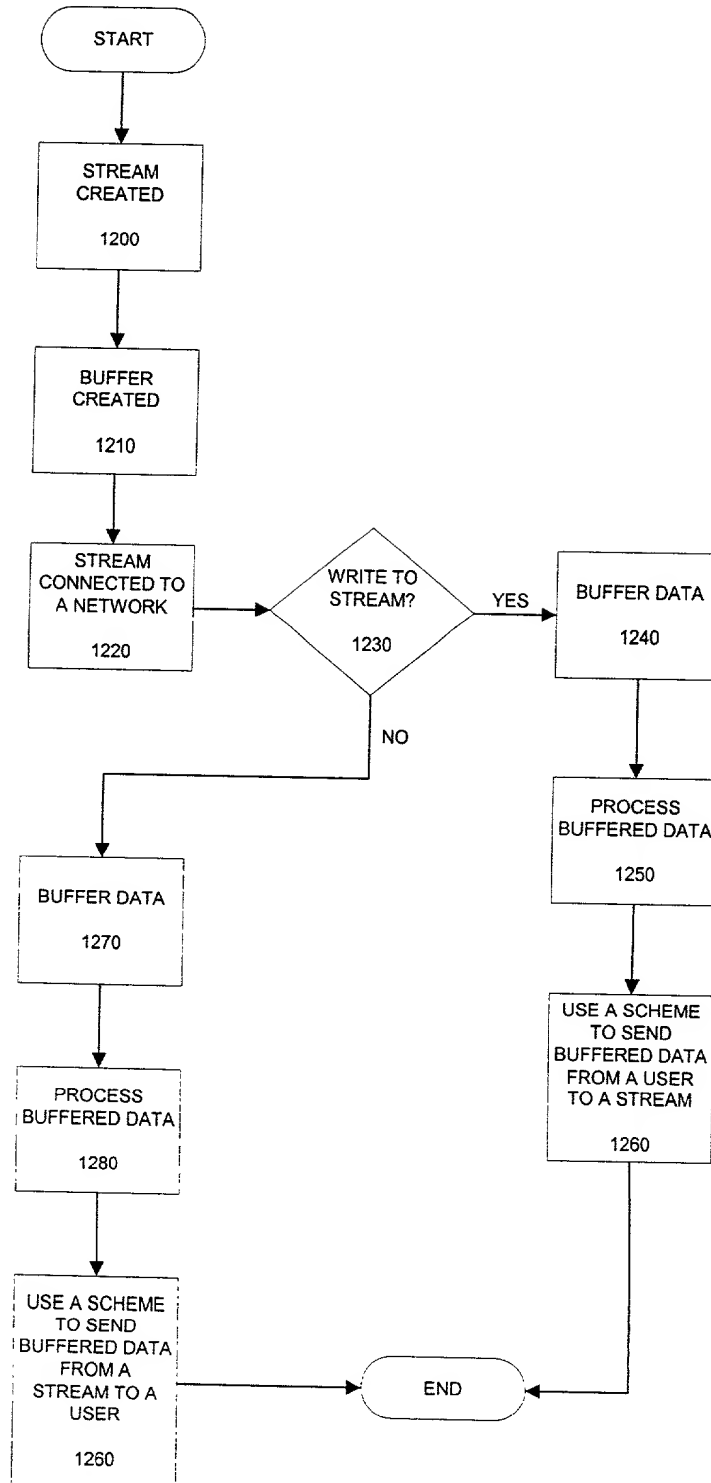 START
STREAM
CREATED
1200
BUFFER
CREATED
1210
STREAM
CONNECTED TO
A NETWORK
1220
WRITE TO
STREAM?
1230
YES
BUFFER DATA
1240
PROCESS
BUFFERED DATA
1250
USE A SCHEME
TO SEND
BUFFERED DATA
FROM A USER
TO A STREAM
1260
NO
BUFFER DATA
1270
PROCESS
BUFFERED DATA
1280
USE A SCHEME
TO SEND
BUFFERED DATA
FROM A
STREAM TO A
USER
1260
END